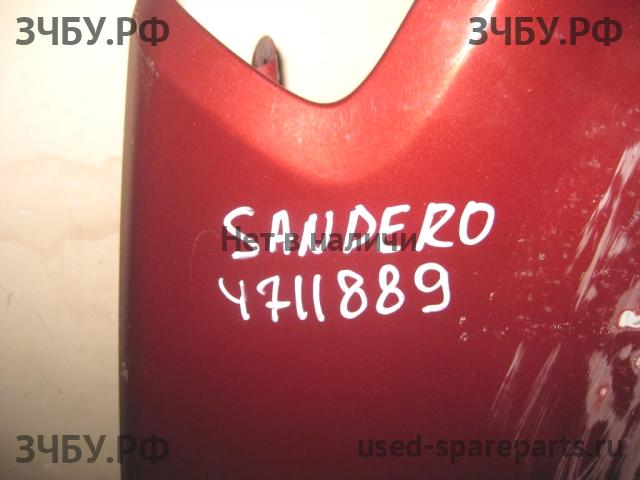 ЗЧБУ.РФ ЗЧБУ.РФ
SANDERO
Нет в наличии
4711889
ЗЧБУ.РФ used-spareparts.ru